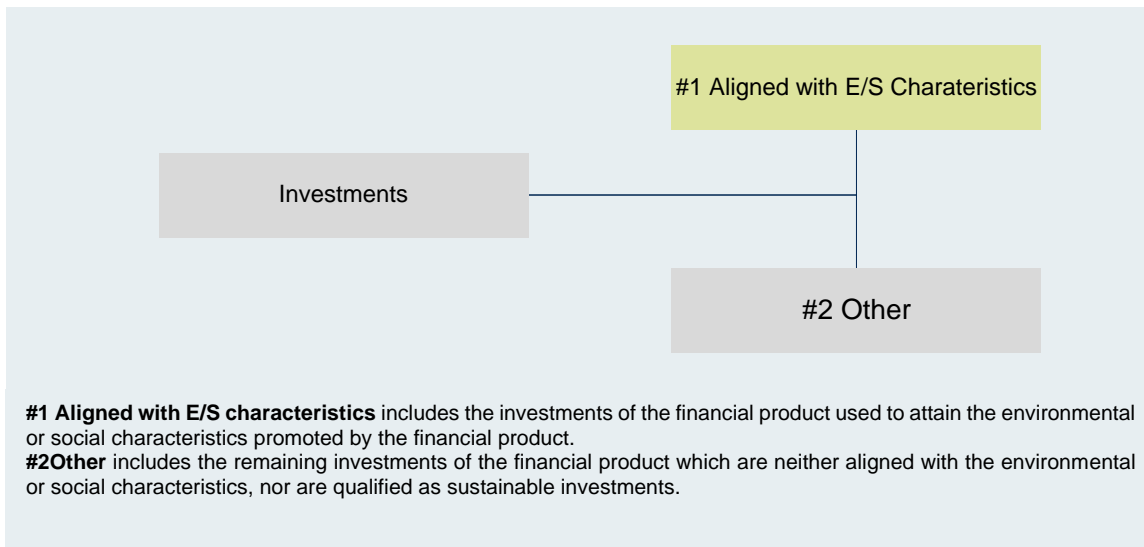 #1 Aligned with E/S Charateristics
Investments
#2 Other
#1 Aligned with E/S characteristics includes the investments of the financial product used to attain the environmental
or social characteristics promoted by the financial product.
#2Other includes the remaining investments of the financial product which are neither aligned with the environmental
or social characteristics, nor are qualified as sustainable investments.